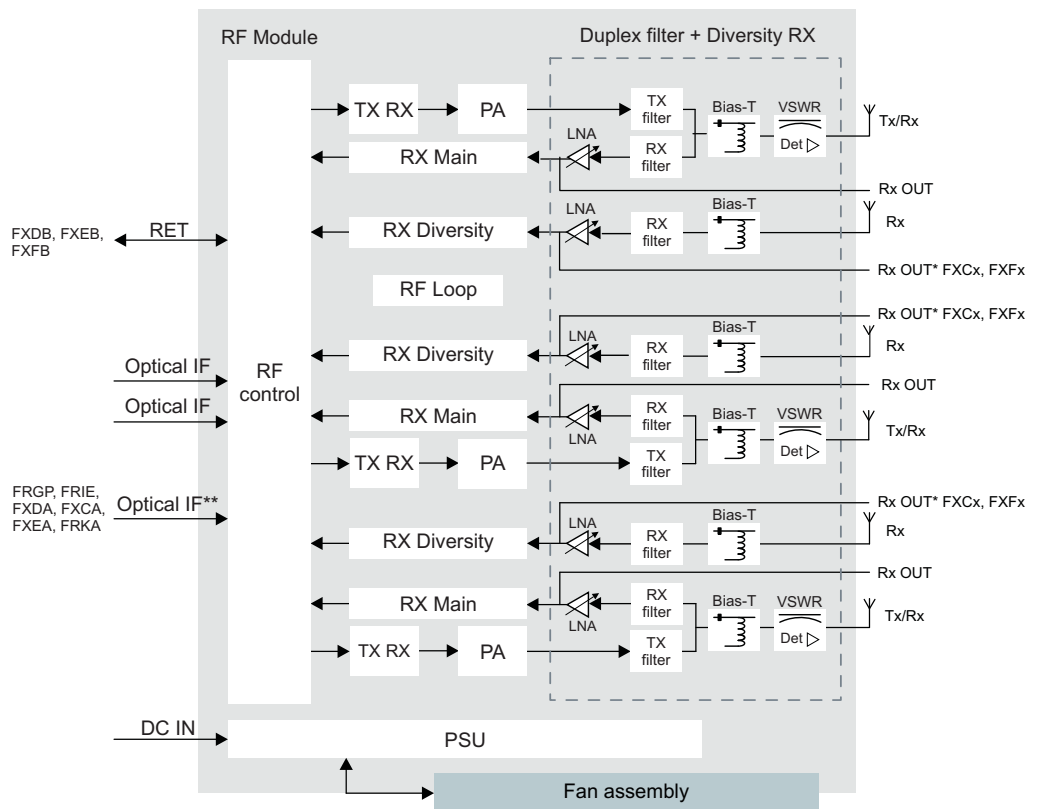 RF Module
Duplex filter + Diversity RX
TX RX
PA
TX
filter
Bias-T
VSWR
Det
Tx/Rx
LNA
RX Main
RX
filter
Rx OUT
FXDB, FXEB,
FXFB
RET
RX Diversity
LNA
RX
filter
Bias-T
Rx
Rx OUT* FXCx, FXFx
RF Loop
Rx OUT* FXCx, FXFx
RX Diversity
LNA
RX
filter
Bias-T
Rx
Optical IF
Optical IF
RF
control
Rx OUT
RX Main
LNA
RX
filter
Bias-T
VSWR
Det
Tx/Rx
TX RX
PA
TX
filter
FRGP, FRIE,
FXDA, FXCA,
FXEA, FRKA
Optical IF**
Rx OUT* FXCx, FXFx
RX Diversity
LNA
RX
filter
Bias-T
Rx
Rx OUT
RX Main
LNA
RX
filter
Bias-T
VSWR
Det
Tx/Rx
TX RX
PA
TX
filter
DC IN
PSU
Fan assembly